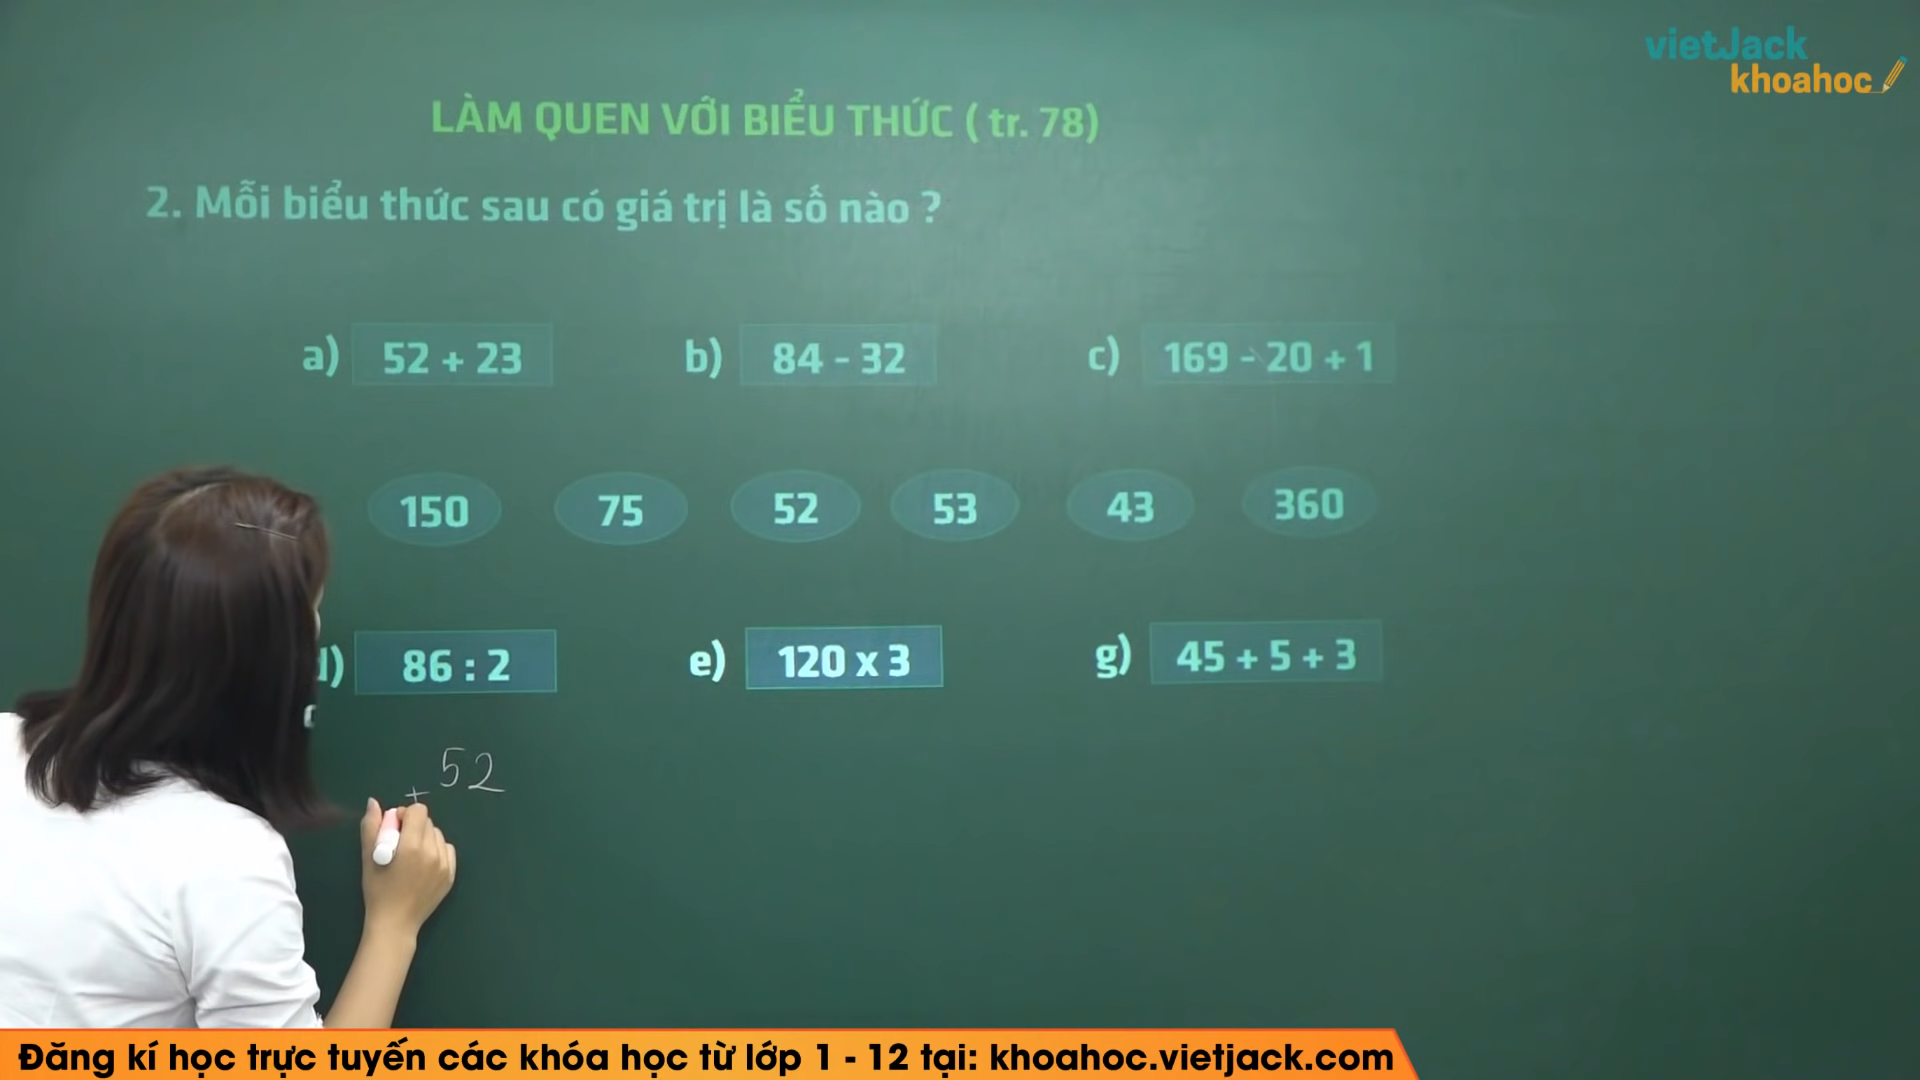 vietJack
khoahoc
LÀM QUEN VỚI BIỂU THỨC ( tr. 78)
2. Mỗi biểu thức sau có giá trị là số nào ?
a) 52 + 23 b) 84 - 32 c) 169 - 20 + 1
150 75 52 53 43 360
d) 86 : 2 e) 120 x 3 g) 45 + 5 + 3
+ 52
Đăng kí học trực tuyến các khóa học từ lớp 1 - 12 tại: khoahoc.vietjack.com